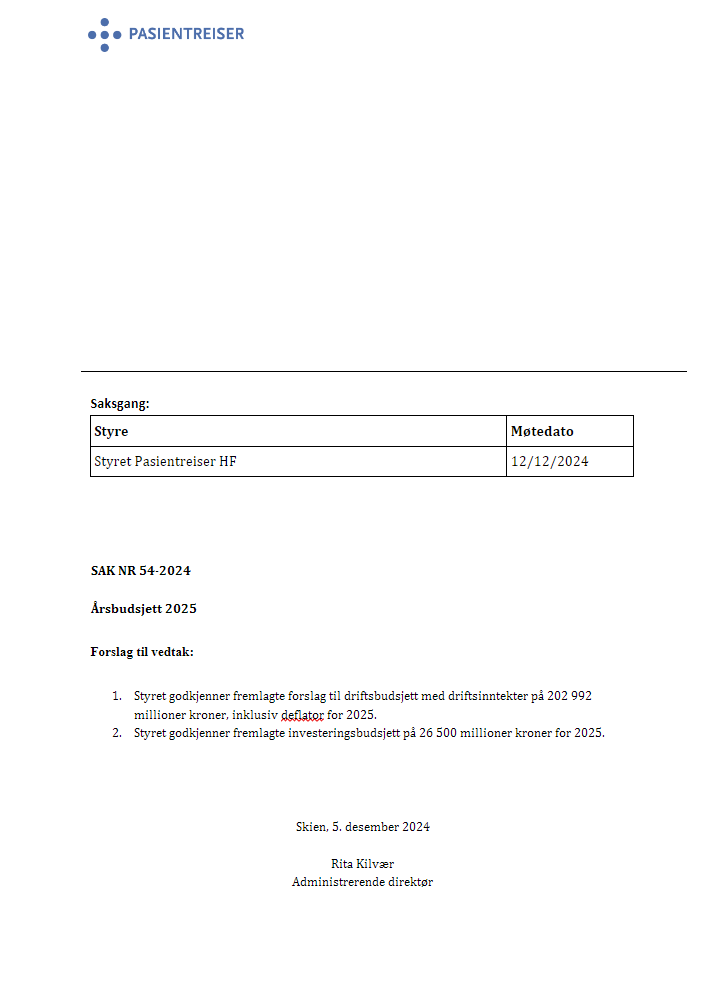 PASIENTREISER
Saksgang:
Styre Møtedato
Styret Pasientreiser HF 12/12/2024
SAK NR 54-2024
Årsbudsjett 2025
Forslag til vedtak:
1. Styret godkjenner fremlagte forslag til driftsbudsjett med driftsinntekter på 202 992
millioner kroner, inklusiv deflator for 2025.
2. Styret godkjenner fremlagte investeringsbudsjett på 26 500 millioner kroner for 2025.
Skien, 5. desember 2024
Rita Kilvær
Administrerende direktør